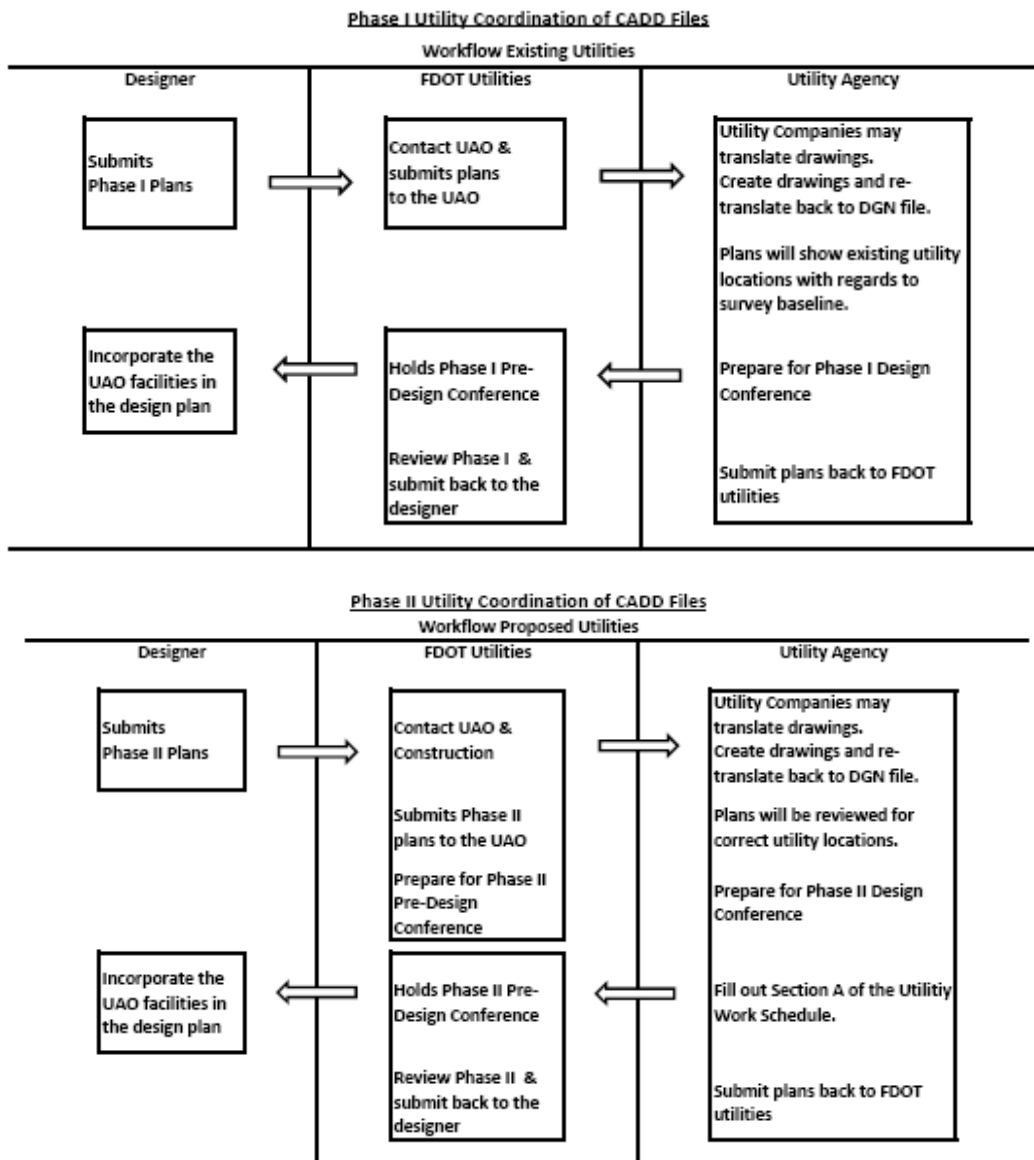 Phase I Utility Coordination of CADD Files
Workflow Existing Utilities
Designer
FDOT Utilities
Utility Agency
Submits
Phase I Plans
Contact UAO &
submits plans
to the UAO
Utility Companies may
translate drawings.
Create drawings and re-
translate back to DGN file.
Plans will show existing utility
locations with regards to
survey baseline.
Incorporate the
UAO facilities in
the design plan
Holds Phase I Pre-
Design Conference
Review Phase I &
submit back to the
designer
Prepare for Phase I Design
Conference
Submit plans back to FDOT
utilities
Phase II Utility Coordination of CADD Files
Workflow Proposed Utilities
Designer
FDOT Utilities
Utility Agency
Submits
Phase II Plans
Contact UAO &
Construction
Submits Phase II
plans to the UAO
Prepare for Phase II
Pre-Design
Conference
Utility Companies may
translate drawings.
Create drawings and re-
translate back to DGN file.
Plans will be reviewed for
correct utility locations.
Prepare for Phase II Design
Conference
Incorporate the
UAO facilities in
the design plan
Holds Phase II Pre-
Design Conference
Review Phase II &
submit back to the
designer
Fill out Section A of the Utilitiy
Work Schedule.
Submit plans back to FDOT
utilities